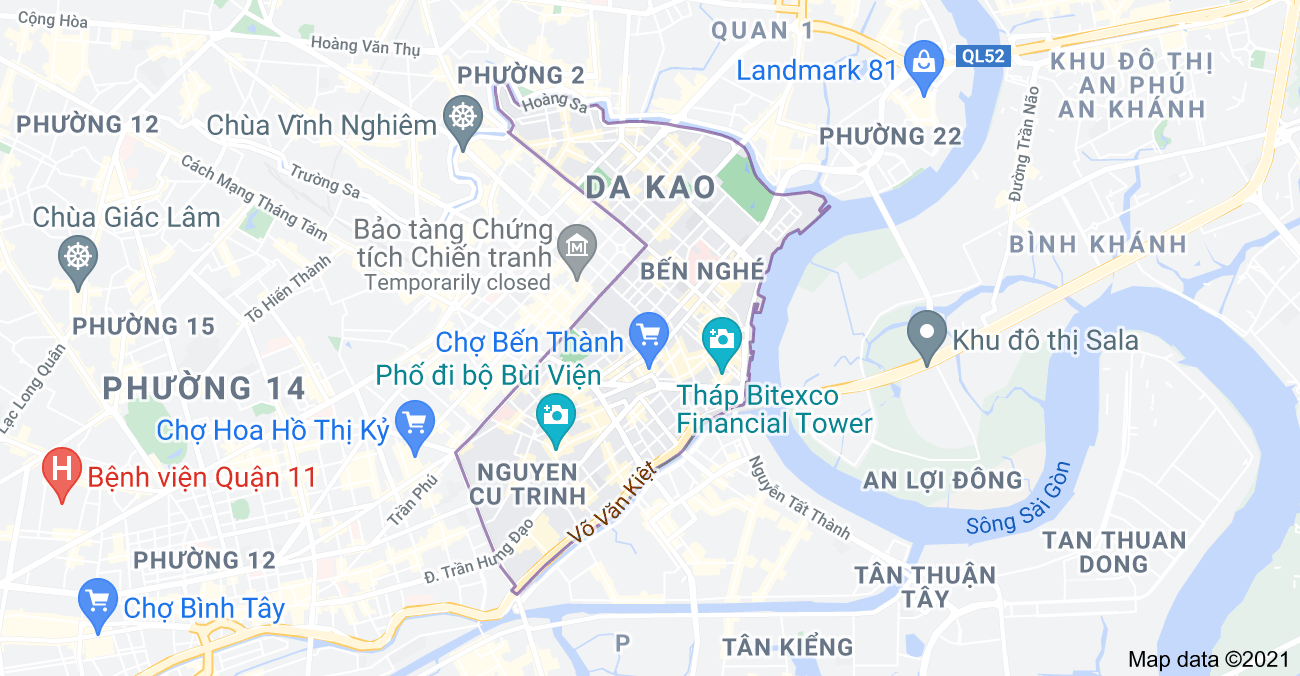 Cộng Hòa
Hoàng Văn Thụ
QUAN 1
Landmark 81
QL52
KHU ĐÔ THỊ
AN PHÚ
AN KHÁNH
PHƯỜNG 2
Hoàng Sa
PHƯỜNG 12
Chùa Vĩnh Nghiêm
PHƯỜNG 22
Đường Trần Não
Cách Mạng Tháng Tám
Trường Sa
DA KAO
Chùa Giác Lâm
Bảo tàng Chứng
tích Chiến tranh
Temporarily closed
BÌNH KHÁNH
BẾN NGHÉ
Tô Hiến Thành
PHƯỜNG 15
Chợ Bến Thành
Khu đô thị Sala
Lạc Long Quân
PHƯỜNG 14
Phố đi bộ Bùi Viện
Tháp Bitexco
Financial Tower
Chợ Hoa Hồ Thị Kỷ
H
Bệnh viện Quận 11
NGUYEN
CU TRINH
Trần Phú
Võ Văn Kiệt
Nguyễn Tất Thành
AN LỢI ĐÔNG
Sông Sài Gòn
TAN THUAN
DONG
PHƯỜNG 12
Đ. Trần Hưng Đạo
TÂN THUẬN
TÂY
Chợ Bình Tây
P
TÂN KIỂNG
Map data ©2021